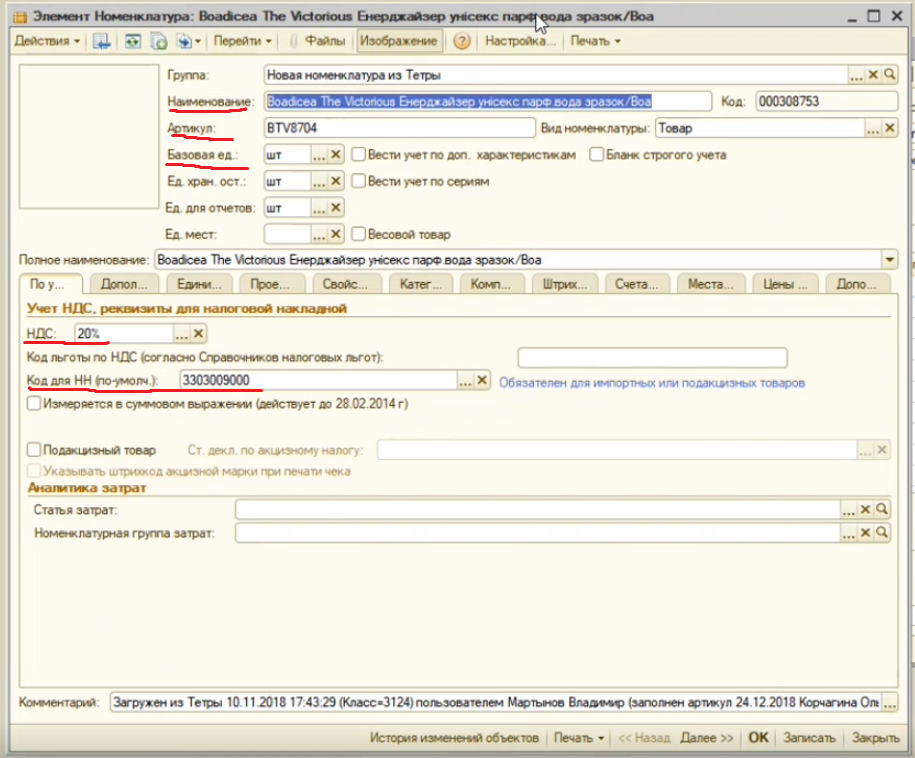 Элемент Номенклатура: Boadicea The Victorious Енерджайзер унісекс парф.вода зразок/Boa
Действия Перейти Файлы Изображение Настройка... Печать
Группа: Новая номенклатура из Тетры
Наименование: Boadicea The Victorious Енерджайзер унісекс парф.вода зразок/Boa Код: 000308753
Артикул: BTV8704 Вид номенклатуры: Товар
Базовая ед.: шт Вести учет по доп. характеристикам Бланк строгого учета
Ед. хран. ост.: шт Вести учет по сериям
Ед. для отчетов: шт
Ед. мест: Весовой товар
Полное наименование: Boadicea The Victorious Енерджайзер унісекс парф.вода зразок/Boa
По у... Допол... Едини... Прое... Свойс... Катег... Комп... Штрих... Счета... Места... Цены ... Допо...
Учет НДС, реквизиты для налоговой накладной
НДС: 20%
Код льготы по НДС (согласно Справочников налоговых льгот):
Код для НН (по-умолч.): 3303009000 Обязателен для импортных или подакцизных товаров
Измеряется в суммовом выражении (действует до 28.02.2014 г)
Подакцизный товар Ст. декл. по акцизному налогу:
Указывать штрихкод акцизной марки при печати чека
Аналитика затрат
Статья затрат:
Номенклатурная группа затрат:
Комментарий: Загружен из Тетры 10.11.2018 17:43:29 (Класс=3124) пользователем Мартынов Владимир (заполнен артикул 24.12.2018 Корчагина Оль
История изменений объектов Печать << Назад Далее >> OK Записать Закрыть